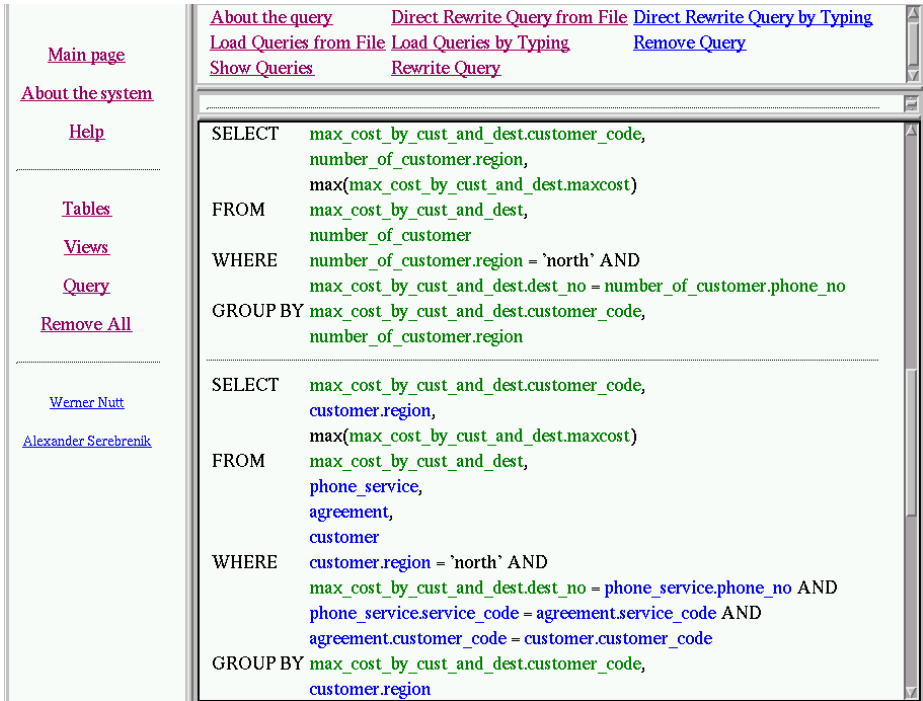 Main page
About the system
Help
Tables
Views
Query
Remove All
Werner Nutt
Alexander Serebrenik
About the query Direct Rewrite Query from File Direct Rewrite Query by Typing
Load Queries from File Load Queries by Typing Remove Query
Show Queries Rewrite Query
SELECT max_cost_by_cust_and_dest.customer_code,
number_of_customer.region,
max(max_cost_by_cust_and_dest.maxcost)
FROM max_cost_by_cust_and_dest,
number_of_customer
WHERE number_of_customer.region = 'north' AND
max_cost_by_cust_and_dest.dest_no = number_of_customer.phone_no
GROUP BY max_cost_by_cust_and_dest.customer_code,
number_of_customer.region
SELECT max_cost_by_cust_and_dest.customer_code,
customer.region,
max(max_cost_by_cust_and_dest.maxcost)
FROM max_cost_by_cust_and_dest,
phone_service,
agreement,
customer
WHERE customer.region = 'north' AND
max_cost_by_cust_and_dest.dest_no = phone_service.phone_no AND
phone_service.service_code = agreement.service_code AND
agreement.customer_code = customer.customer_code
GROUP BY max_cost_by_cust_and_dest.customer_code,
customer.region